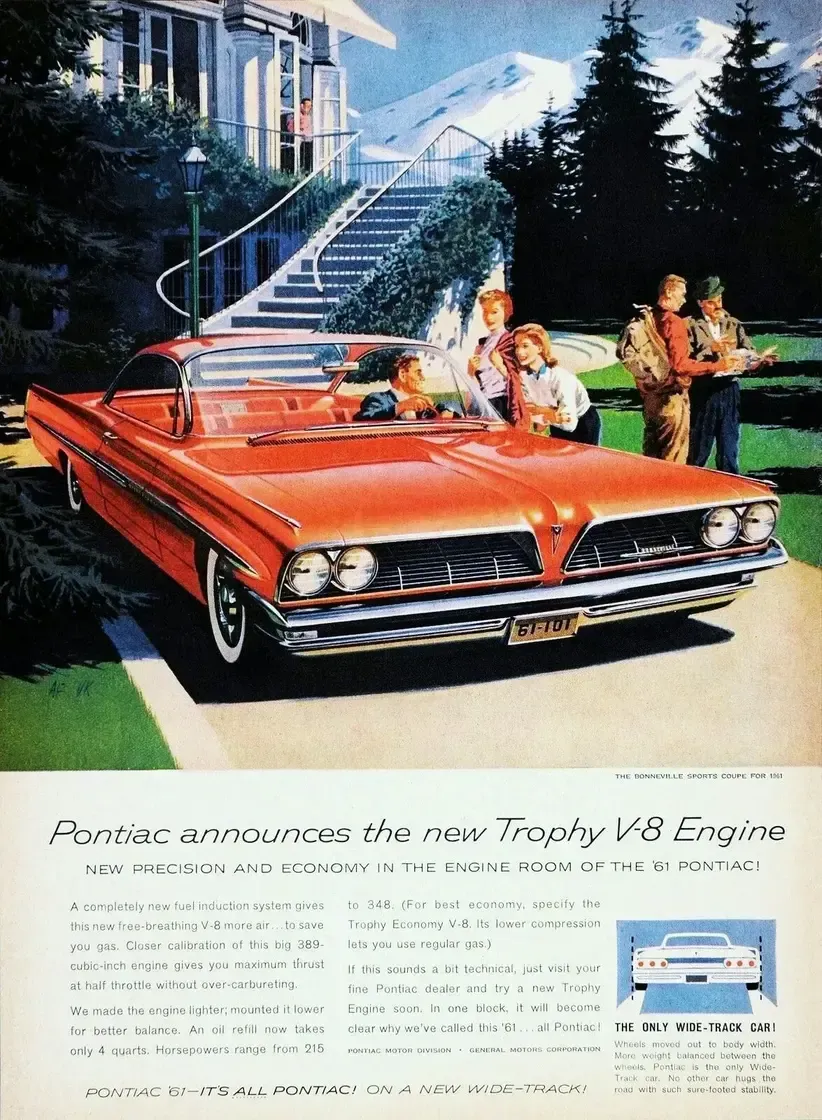 BONNEVILLE
61-101
AF VK
THE BONNEVILLE SPORTS COUPE FOR 1961
Pontiac announces the new Trophy V-8 Engine
NEW PRECISION AND ECONOMY IN THE ENGINE ROOM OF THE '61 PONTIAC!
A completely new fuel induction system gives
this new free-breathing V-8 more air...to save
you gas. Closer calibration of this big 389-
cubic-inch engine gives you maximum thrust
at half throttle without over-carbureting.
We made the engine lighter; mounted it lower
for better balance. An oil refill now takes
only 4 quarts. Horsepowers range from 215
to 348. (For best economy, specify the
Trophy Economy V-8. Its lower compression
lets you use regular gas.)
If this sounds a bit technical, just visit your
fine Pontiac dealer and try a new Trophy
Engine soon. In one block, it will become
clear why we've called this '61...all Pontiac!
PONTIAC MOTOR DIVISION • GENERAL MOTORS CORPORATION
THE ONLY WIDE-TRACK CAR!
Wheels moved out to body width.
More weight balanced between the
wheels. Pontiac is the only Wide-
Track car. No other car hugs the
road with such sure-footed stability.
PONTIAC '61—IT'S ALL PONTIAC! ON A NEW WIDE-TRACK!